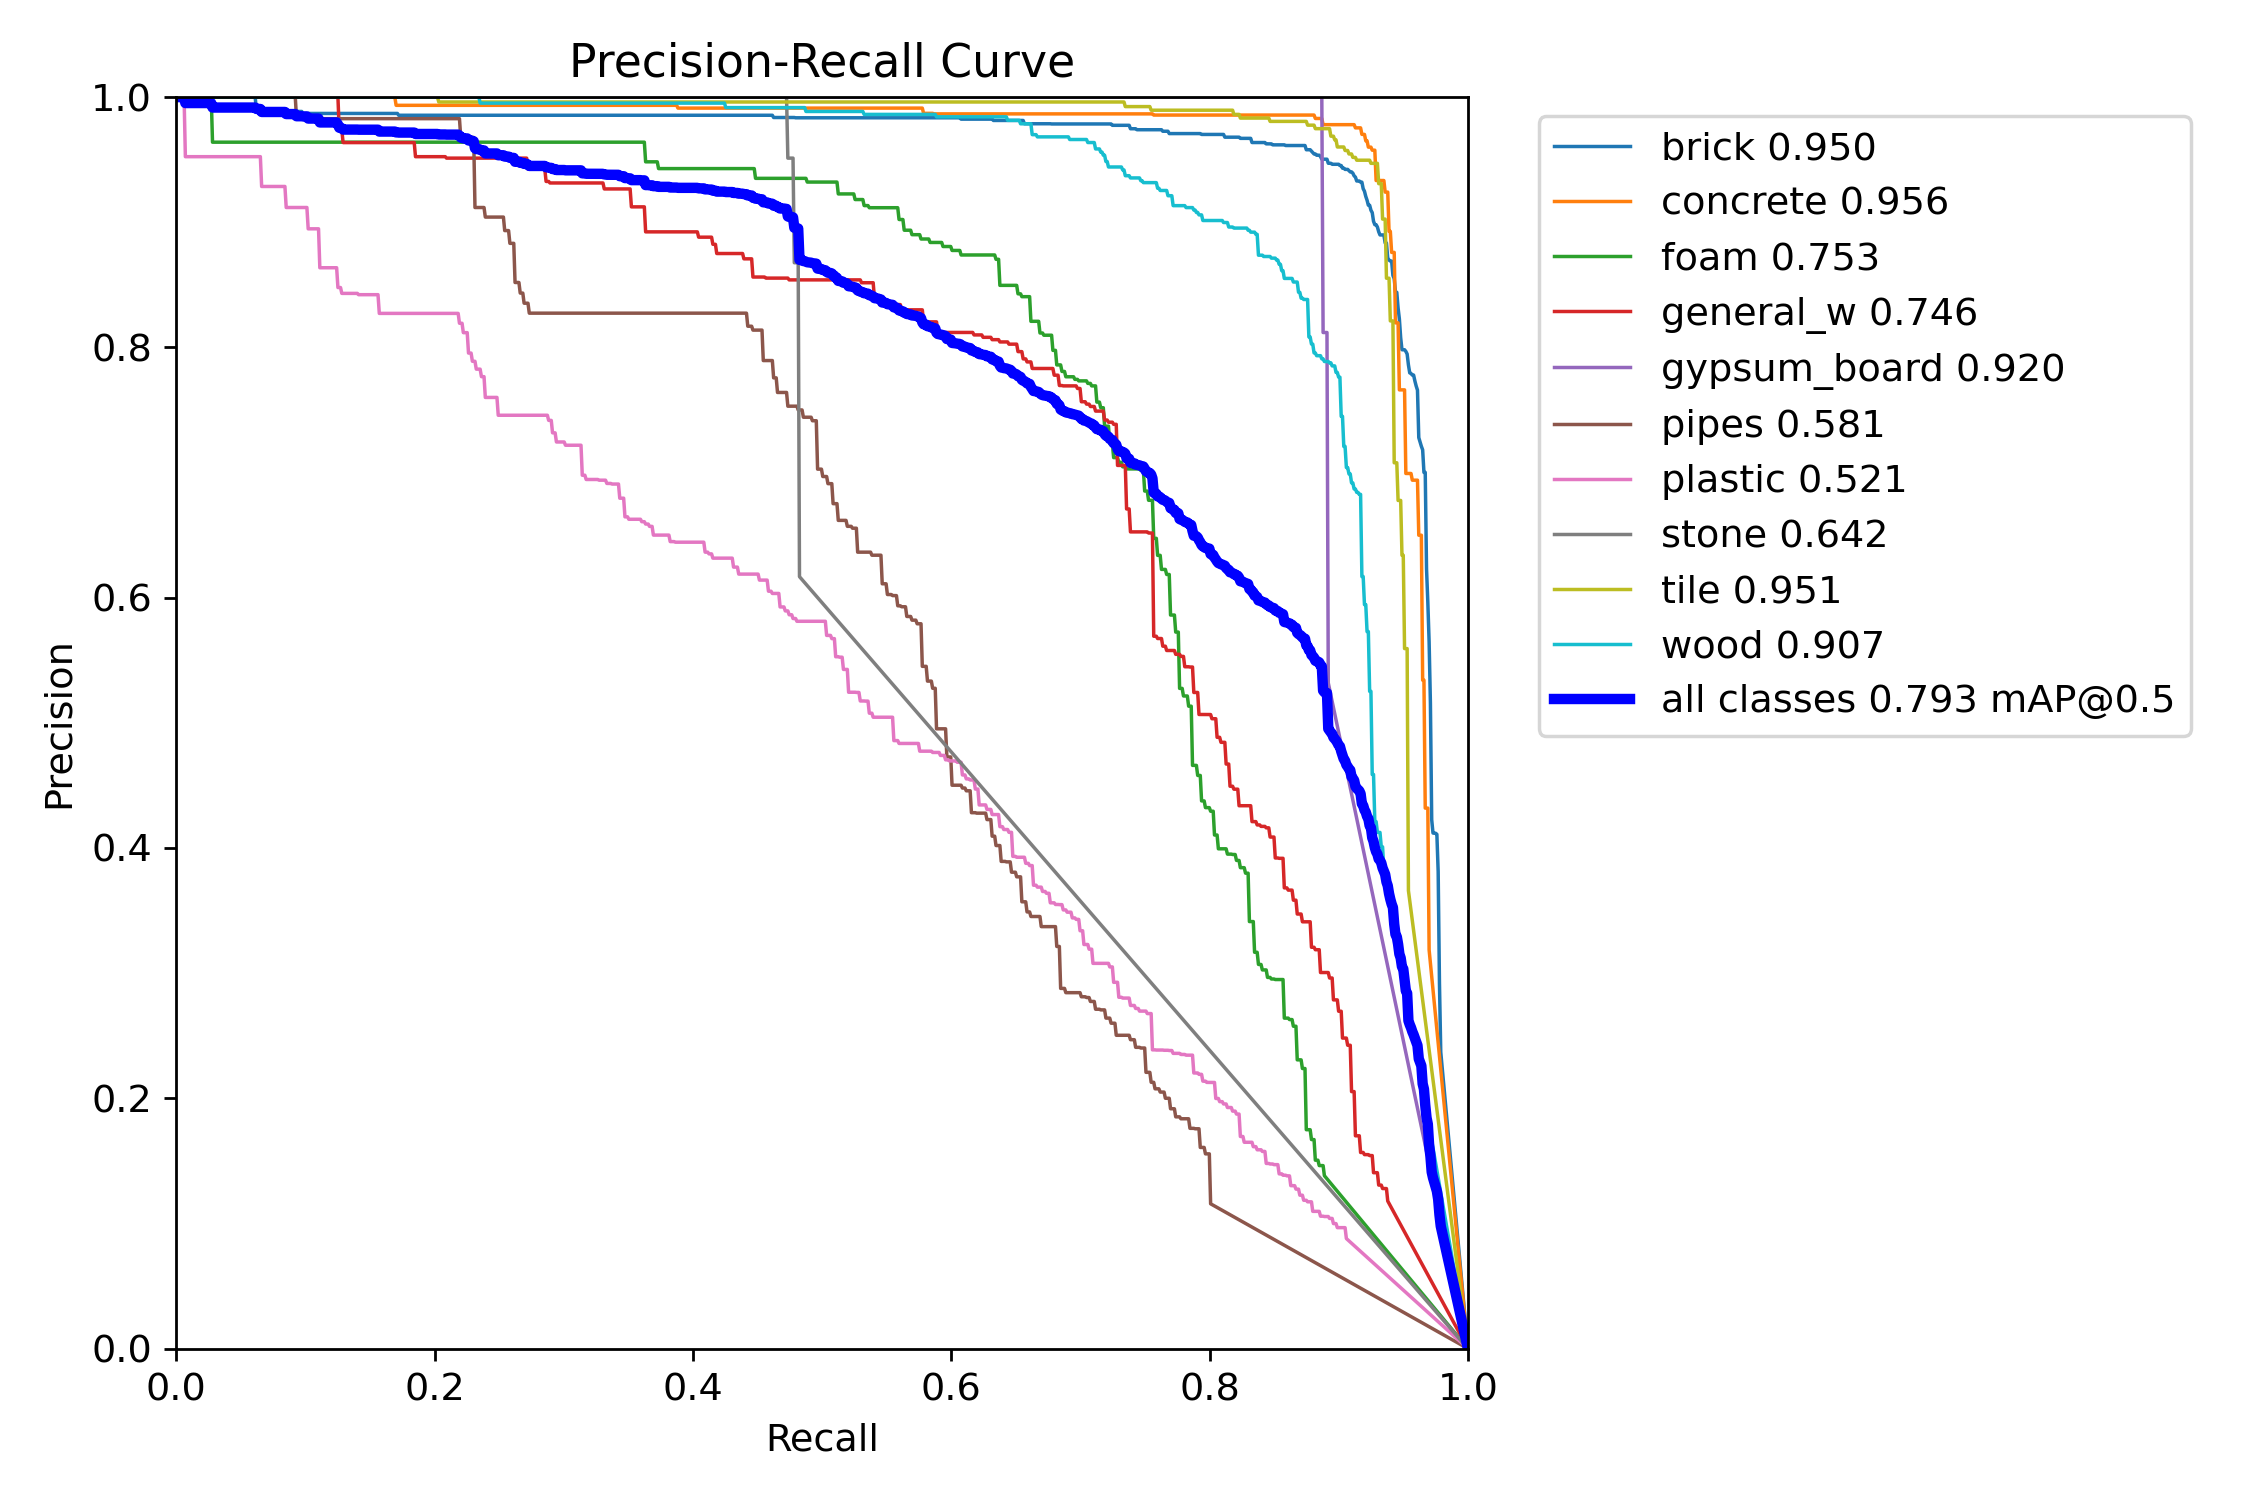 Precision-Recall Curve
1.0
0.8
0.6
0.4
0.2
0.0
Precision
0.0 0.2 0.4 0.6 0.8 1.0
Recall
brick 0.950
concrete 0.956
foam 0.753
general_w 0.746
gypsum_board 0.920
pipes 0.581
plastic 0.521
stone 0.642
tile 0.951
wood 0.907
all classes 0.793 mAP@0.5